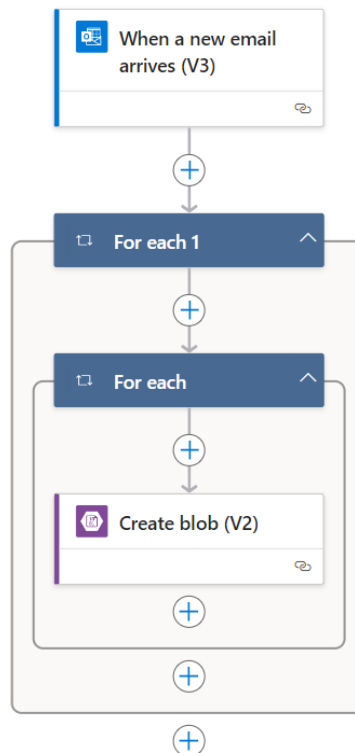 When a new email
arrives (V3)
For each 1
For each
Create blob (V2)